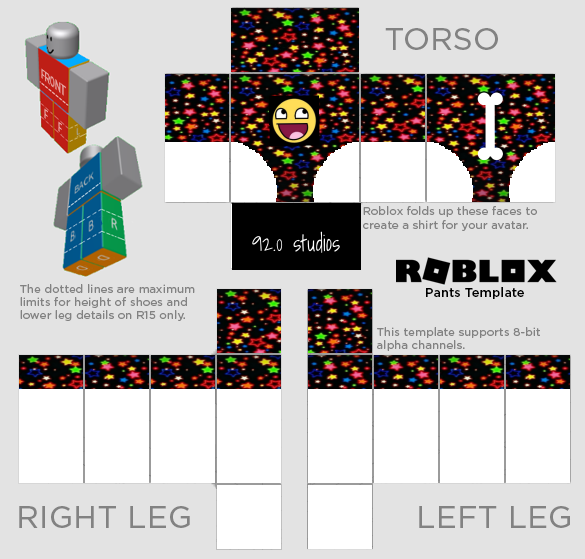 TORSO
FRONT
F
F
L
BACK
B
B
R
92.0 studios
Roblox folds up these faces to
create a shirt for your avatar.
ROBLOX
Pants Template
The dotted lines are maximum
limits for height of shoes and
lower leg details on R15 only.
This template supports 8-bit
alpha channels.
RIGHT LEG
LEFT LEG